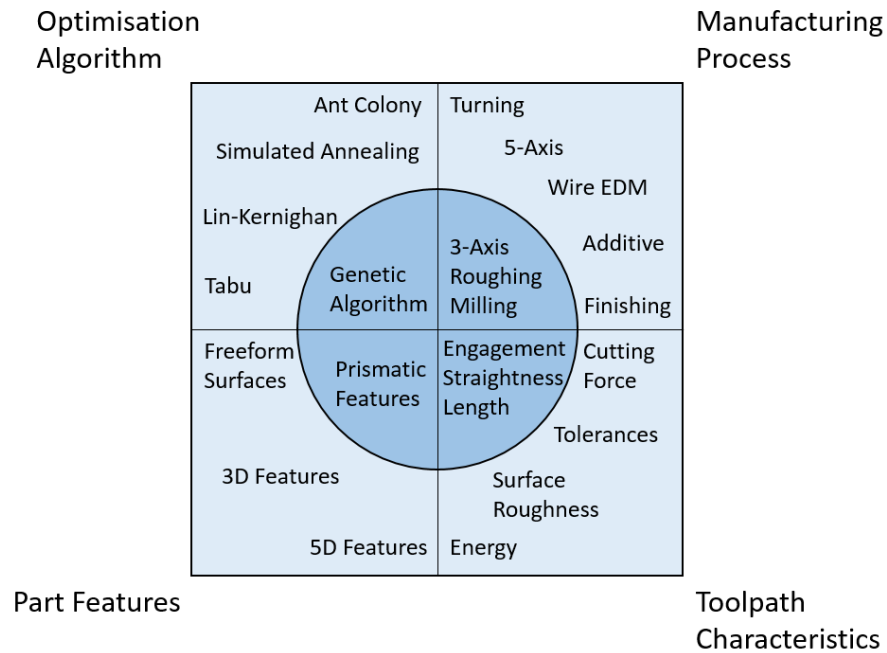 Optimisation
Algorithm
Manufacturing
Process
Ant Colony
Simulated Annealing
Lin-Kernighan
Tabu
Genetic
Algorithm
Turning
5-Axis
Wire EDM
Additive
Finishing
3-Axis
Roughing
Milling
Freeform
Surfaces
Prismatic
Features
3D Features
5D Features
Engagement
Straightness
Length
Cutting
Force
Tolerances
Surface
Roughness
Energy
Part Features
Toolpath
Characteristics